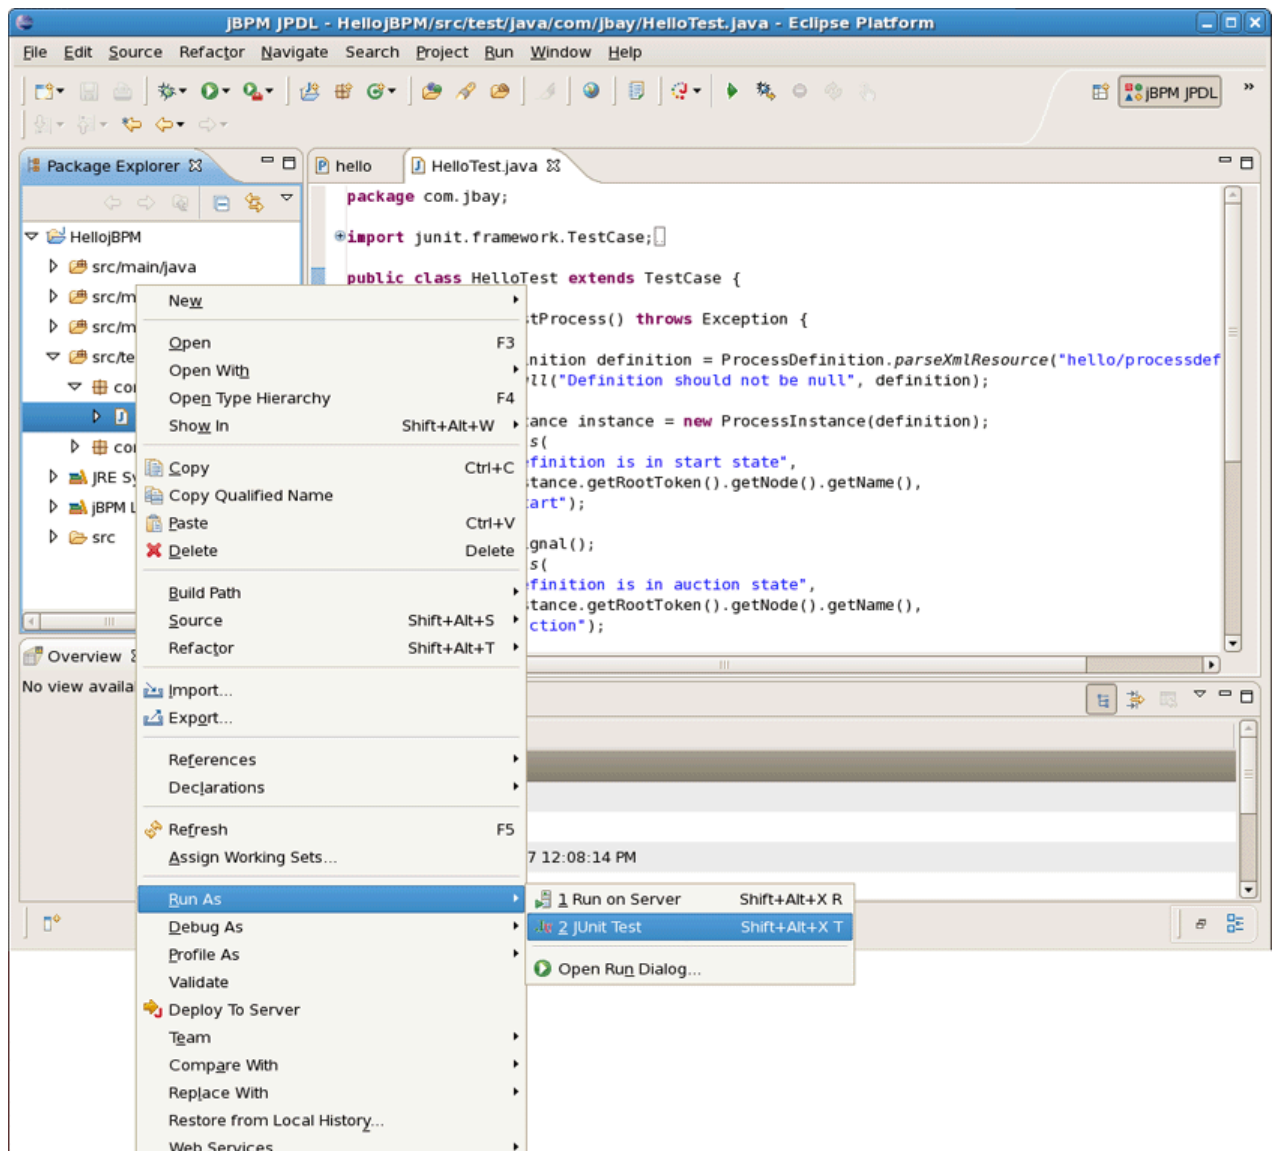 jBPM JPDL - HellojBPM/src/test/java/com/jbay/HelloTest.java - Eclipse Platform
File Edit Source Refactor Navigate Search Project Run Window Help
jBPM JPDL »
Package Explorer
hello
HelloTest.java
package com.jbay;
HellojBPM
import junit.framework.TestCase;
src/main/java
public class HelloTest extends TestCase {
src/m
New
src/m
tProcess() throws Exception {
Open F3
src/te
nition definition = ProcessDefinition.parseXmlResource("hello/processdef
Open With
ll("Definition should not be null", definition);
co
Open Type Hierarchy F4
Show In Shift+Alt+W
ance instance = new ProcessInstance(definition);
s(
co
Copy Ctrl+C
finition is in start state",
JRE Sy
stance.getRootToken().getNode().getName(),
Copy Qualified Name
art");
jBPM L
Paste Ctrl+V
src
gnal();
Delete Delete
s(
finition is in auction state",
Build Path
stance.getRootToken().getNode().getName(),
Source Shift+Alt+S
ction");
Refactor Shift+Alt+T
Overview
No view availa
Import...
Export...
References
Declarations
Refresh F5
Assign Working Sets...
7 12:08:14 PM
Run As
1 Run on Server Shift+Alt+X R
Debug As
2 JUnit Test Shift+Alt+X T
Profile As
Open Run Dialog...
Validate
Deploy To Server
Team
Compare With
Replace With
Restore from Local History...
Web Services